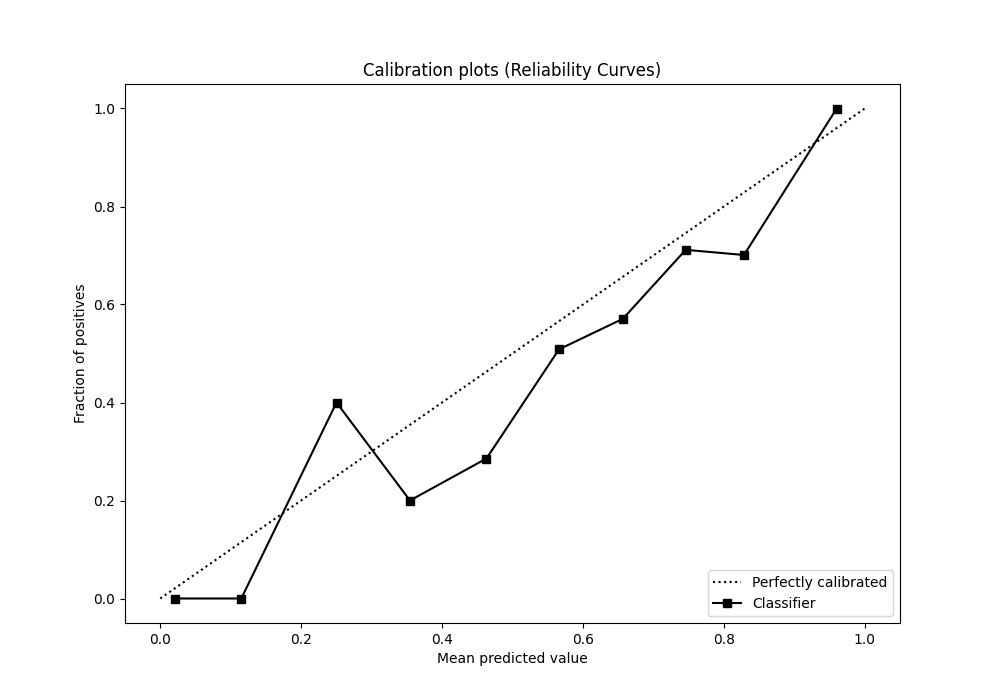 Calibration plots (Reliability Curves)
1.0
0.8
0.6
0.4
0.2
0.0
Fraction of positives
Perfectly calibrated
Classifier
0.0 0.2 0.4 0.6 0.8 1.0
Mean predicted value